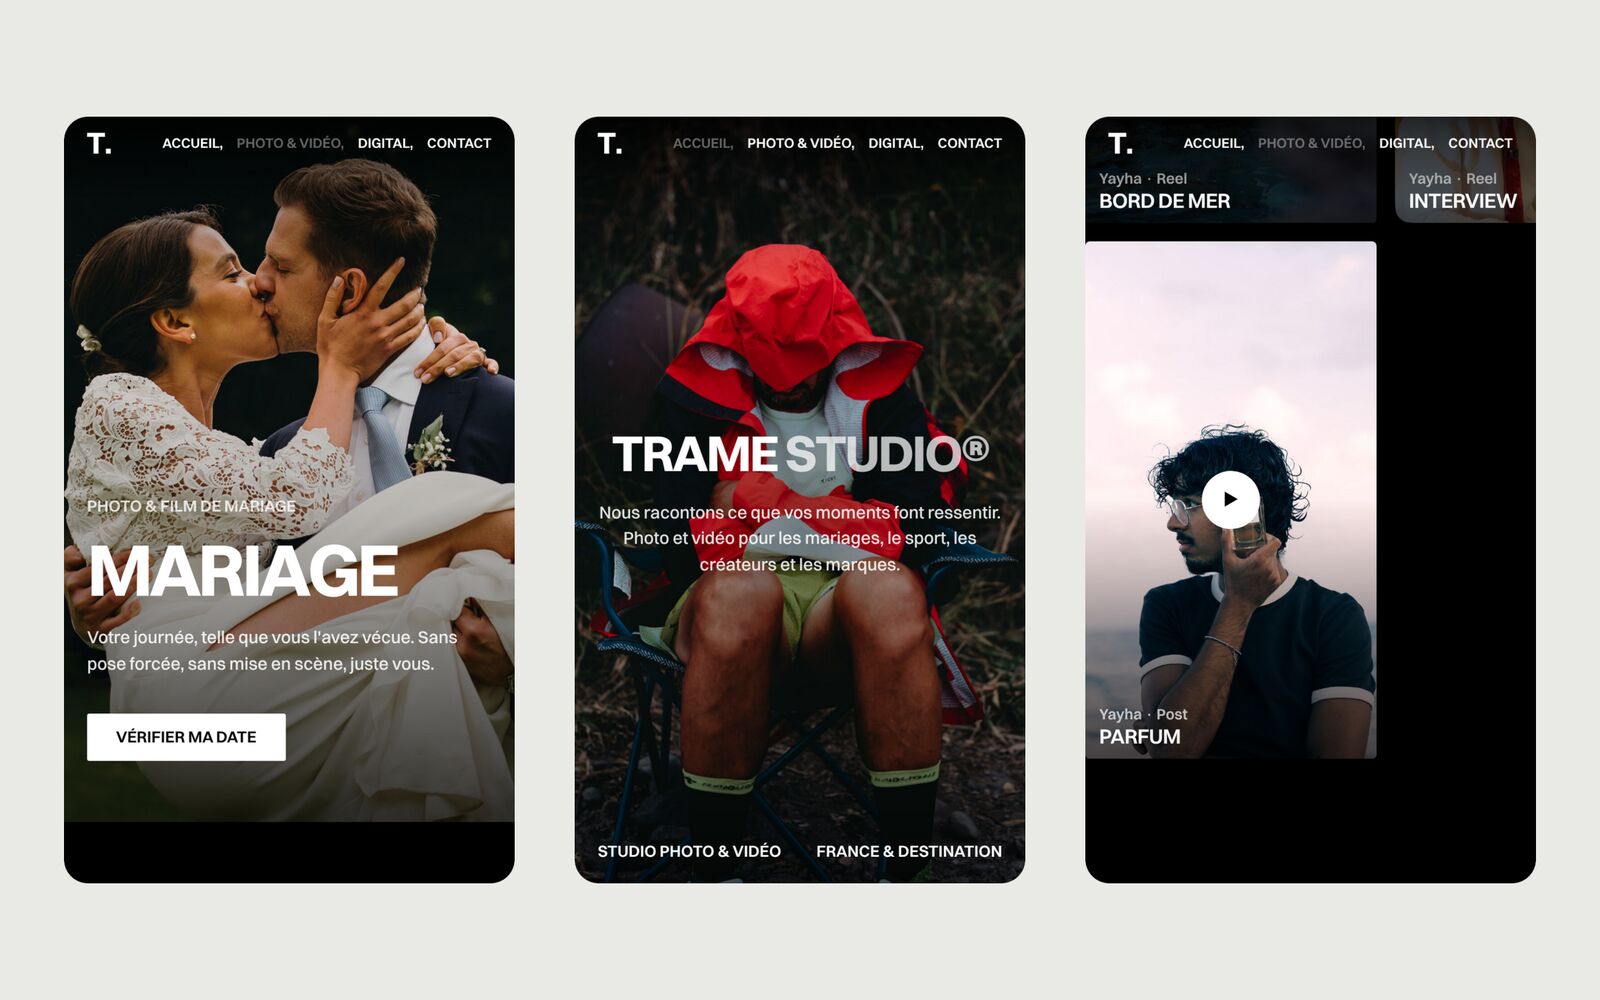 T.
ACCUEIL, PHOTO & VIDÉO, DIGITAL, CONTACT
PHOTO & FILM DE MARIAGE
MARIAGE
Votre journée, telle que vous l'avez vécue. Sans
pose forcée, sans mise en scène, juste vous.
VÉRIFIER MA DATE
T.
ACCUEIL, PHOTO & VIDÉO, DIGITAL, CONTACT
TRAME STUDIO®
Nous racontons ce que vos moments font ressentir.
Photo et vidéo pour les mariages, le sport, les
créateurs et les marques.
STUDIO PHOTO & VIDÉO
FRANCE & DESTINATION
T.
ACCUEIL, PHOTO & VIDÉO, DIGITAL, CONTACT
Yayha · Reel
BORD DE MER
Yayha · Reel
INTERVIEW
Yayha · Post
PARFUM